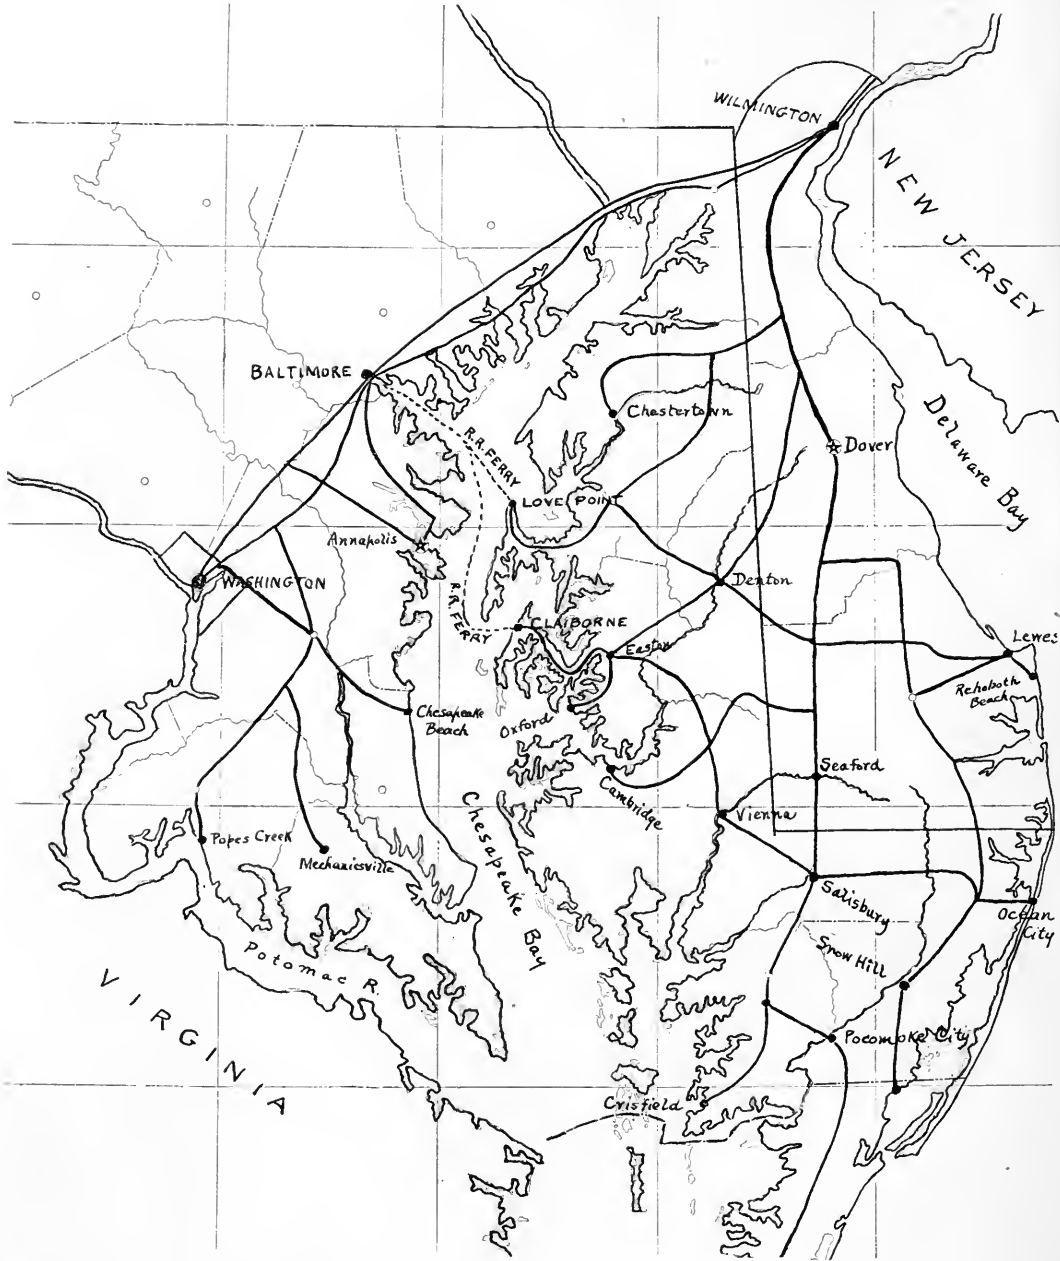 WILMINGTON
NEW JERSEY
BALTIMORE
Chestertown
Delaware Bay
Dover
R.R. FERRY
LOVE POINT
Annapolis
WASHINGTON
Denton
R.R. FERRY
CLAIBORNE
Easton
Lewes
Rehoboth
Beach
Chesapeake
Beach
Oxford
Seaford
Cambridge
Vienna
Popes Creek
Mechanicsville
Chesapeake Bay
Salisbury
Ocean
City
Snow Hill
Potomac R.
VIRGINIA
Pocomoke City
Crisfield